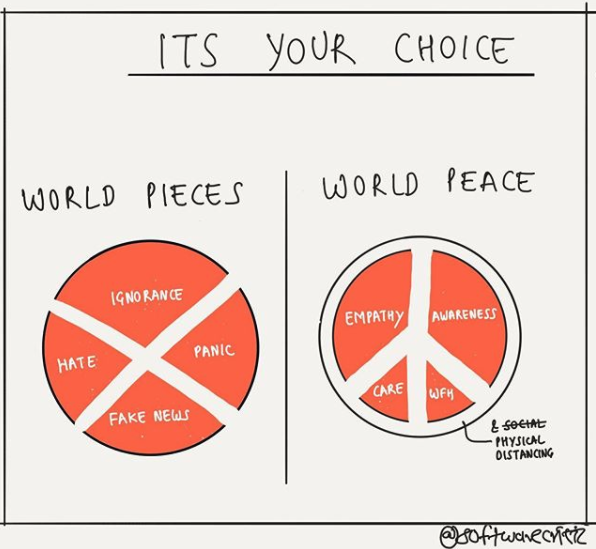 ITS YOUR CHOICE
WORLD PIECES
IGNORANCE
HATE
PANIC
FAKE NEWS
WORLD PEACE
EMPATHY
AWARENESS
CARE
WFH
& SOCIAL
PHYSICAL
DISTANCING